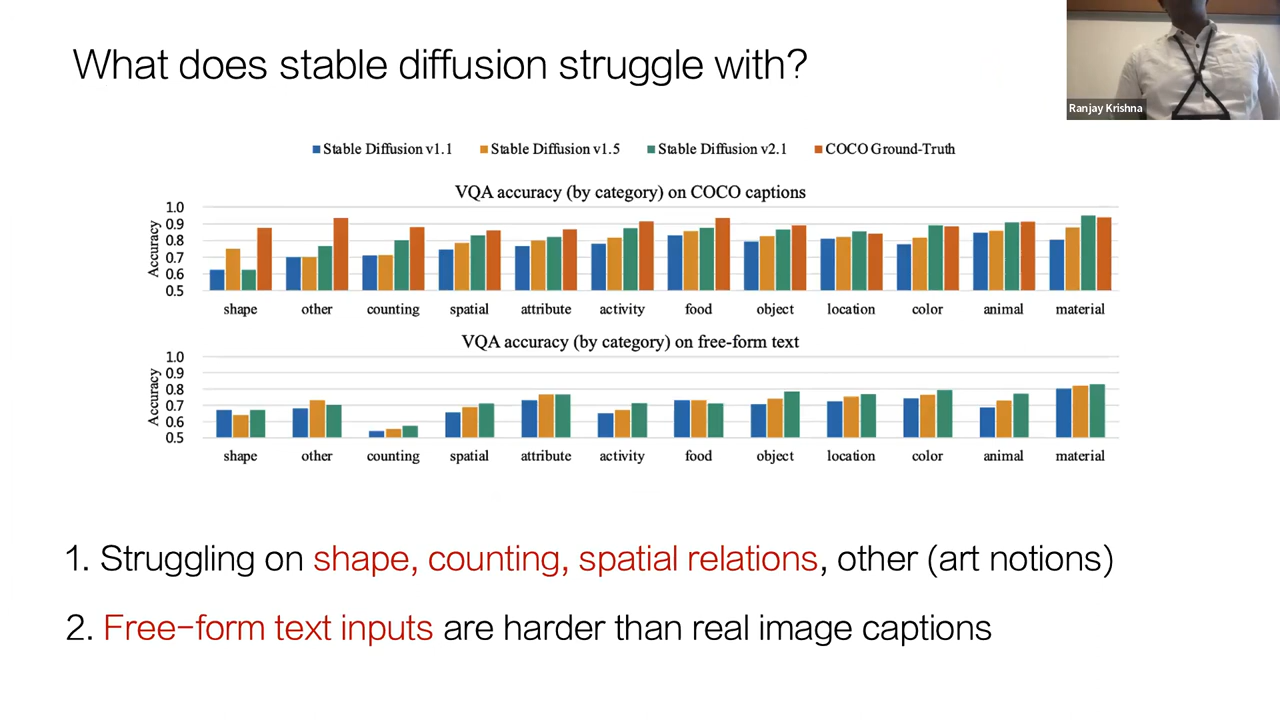 What does stable diffusion struggle with?
Ranjay Krishna
Stable Diffusion v1.1 Stable Diffusion v1.5 Stable Diffusion v2.1 COCO Ground-Truth
VQA accuracy (by category) on COCO captions
Accuracy
1.0
0.9
0.8
0.7
0.6
0.5
shape other counting spatial attribute activity food object location color animal material
VQA accuracy (by category) on free-form text
Accuracy
1.0
0.9
0.8
0.7
0.6
0.5
shape other counting spatial attribute activity food object location color animal material
1. Struggling on shape, counting, spatial relations, other (art notions)
2. Free-form text inputs are harder than real image captions